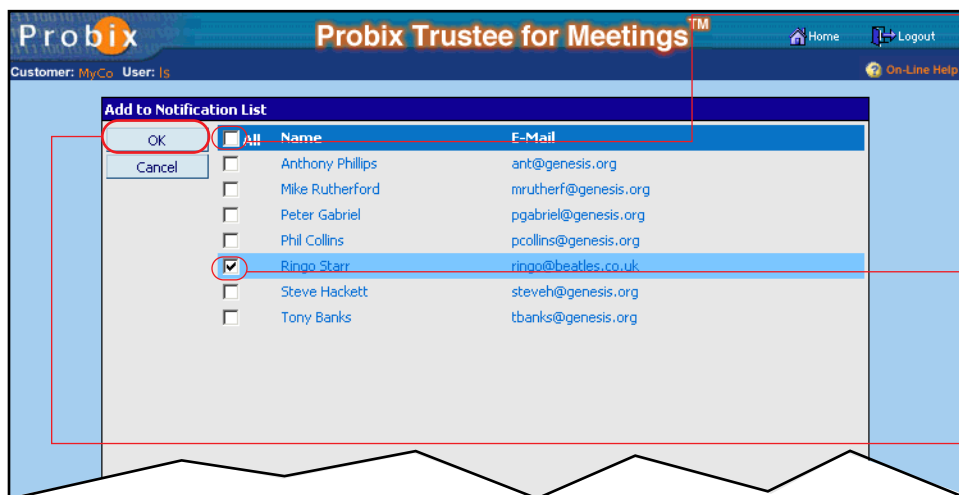 Probix
Probix Trustee for Meetings™
Home
Logout
Customer: MyCo User: ls
On-Line Help
Add to Notification List
OK
Cancel
All Name E-Mail
Anthony Phillips ant@genesis.org
Mike Rutherford mrutherf@genesis.org
Peter Gabriel pgabriel@genesis.org
Phil Collins pcollins@genesis.org
Ringo Starr ringo@beatles.co.uk
Steve Hackett steveh@genesis.org
Tony Banks tbanks@genesis.org